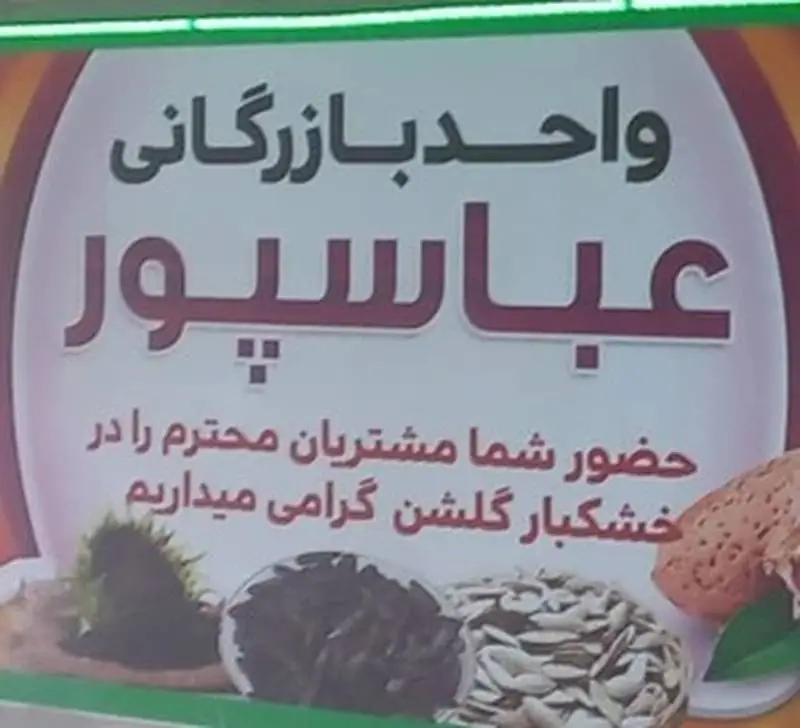 واحد بازرگانی
عباسپور
حضور شما مشتریان محترم را در
خشکبار گلشن گرامی میداریم